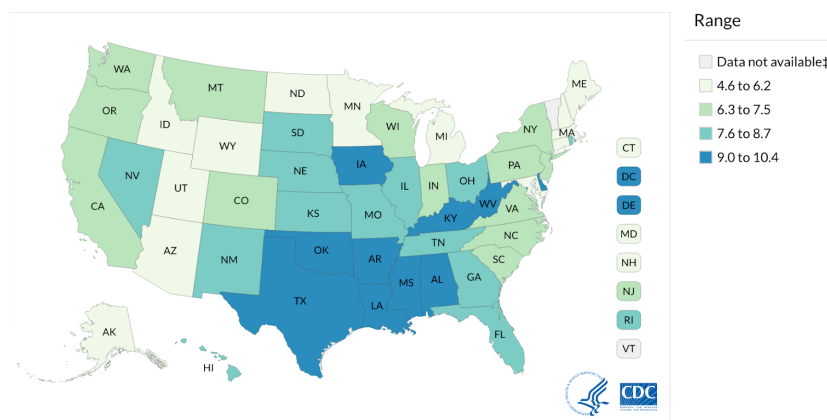 Range
Data not available‡
4.6 to 6.2
6.3 to 7.5
7.6 to 8.7
9.0 to 10.4
WA
MT
ND
MN
ME
OR
ID
WY
SD
WI
MI
NY
MA
NV
UT
CO
NE
IA
IL
IN
OH
PA
CA
KS
MO
KY
WV
VA
AZ
NM
OK
AR
TN
NC
SC
TX
LA
MS
AL
GA
FL
AK
HI
CT
DC
DE
MD
NH
NJ
RI
VT
CDC